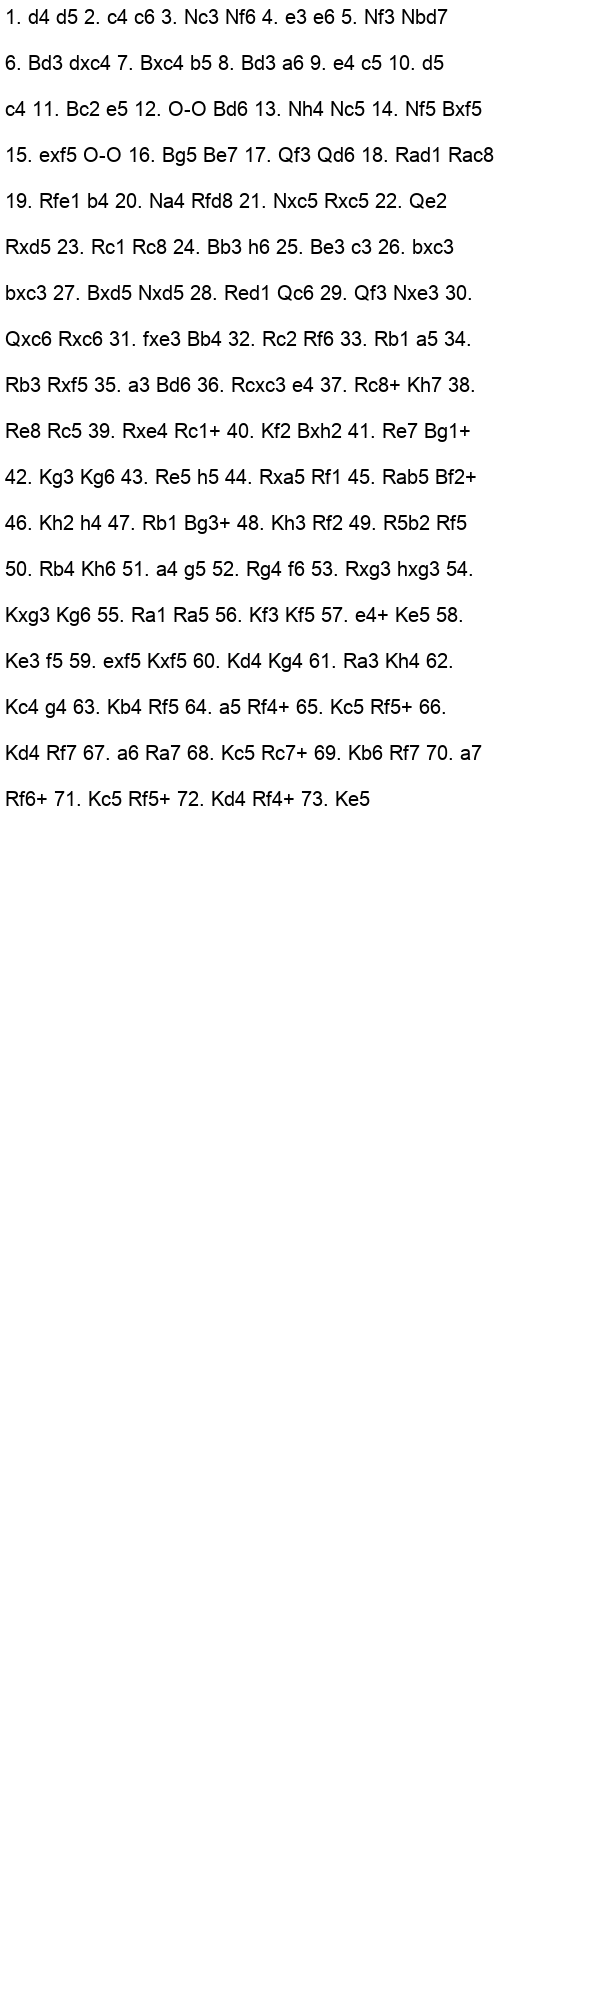 1. d4 d5 2. c4 c6 3. Nc3 Nf6 4. e3 e6 5. Nf3 Nbd7
6. Bd3 dxc4 7. Bxc4 b5 8. Bd3 a6 9. e4 c5 10. d5
c4 11. Bc2 e5 12. O-O Bd6 13. Nh4 Nc5 14. Nf5 Bxf5
15. exf5 O-O 16. Bg5 Be7 17. Qf3 Qd6 18. Rad1 Rac8
19. Rfe1 b4 20. Na4 Rfd8 21. Nxc5 Rxc5 22. Qe2
Rxd5 23. Rc1 Rc8 24. Bb3 h6 25. Be3 c3 26. bxc3
bxc3 27. Bxd5 Nxd5 28. Red1 Qc6 29. Qf3 Nxe3 30.
Qxc6 Rxc6 31. fxe3 Bb4 32. Rc2 Rf6 33. Rb1 a5 34.
Rb3 Rxf5 35. a3 Bd6 36. Rcxc3 e4 37. Rc8+ Kh7 38.
Re8 Rc5 39. Rxe4 Rc1+ 40. Kf2 Bxh2 41. Re7 Bg1+
42. Kg3 Kg6 43. Re5 h5 44. Rxa5 Rf1 45. Rab5 Bf2+
46. Kh2 h4 47. Rb1 Bg3+ 48. Kh3 Rf2 49. R5b2 Rf5
50. Rb4 Kh6 51. a4 g5 52. Rg4 f6 53. Rxg3 hxg3 54.
Kxg3 Kg6 55. Ra1 Ra5 56. Kf3 Kf5 57. e4+ Ke5 58.
Ke3 f5 59. exf5 Kxf5 60. Kd4 Kg4 61. Ra3 Kh4 62.
Kc4 g4 63. Kb4 Rf5 64. a5 Rf4+ 65. Kc5 Rf5+ 66.
Kd4 Rf7 67. a6 Ra7 68. Kc5 Rc7+ 69. Kb6 Rf7 70. a7
Rf6+ 71. Kc5 Rf5+ 72. Kd4 Rf4+ 73. Ke5